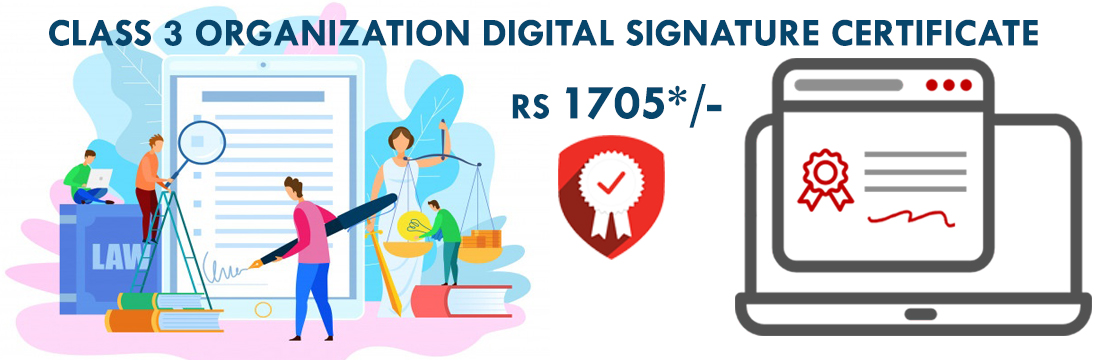 CLASS 3 ORGANIZATION DIGITAL SIGNATURE CERTIFICATE
RS 1705*/-
LAW